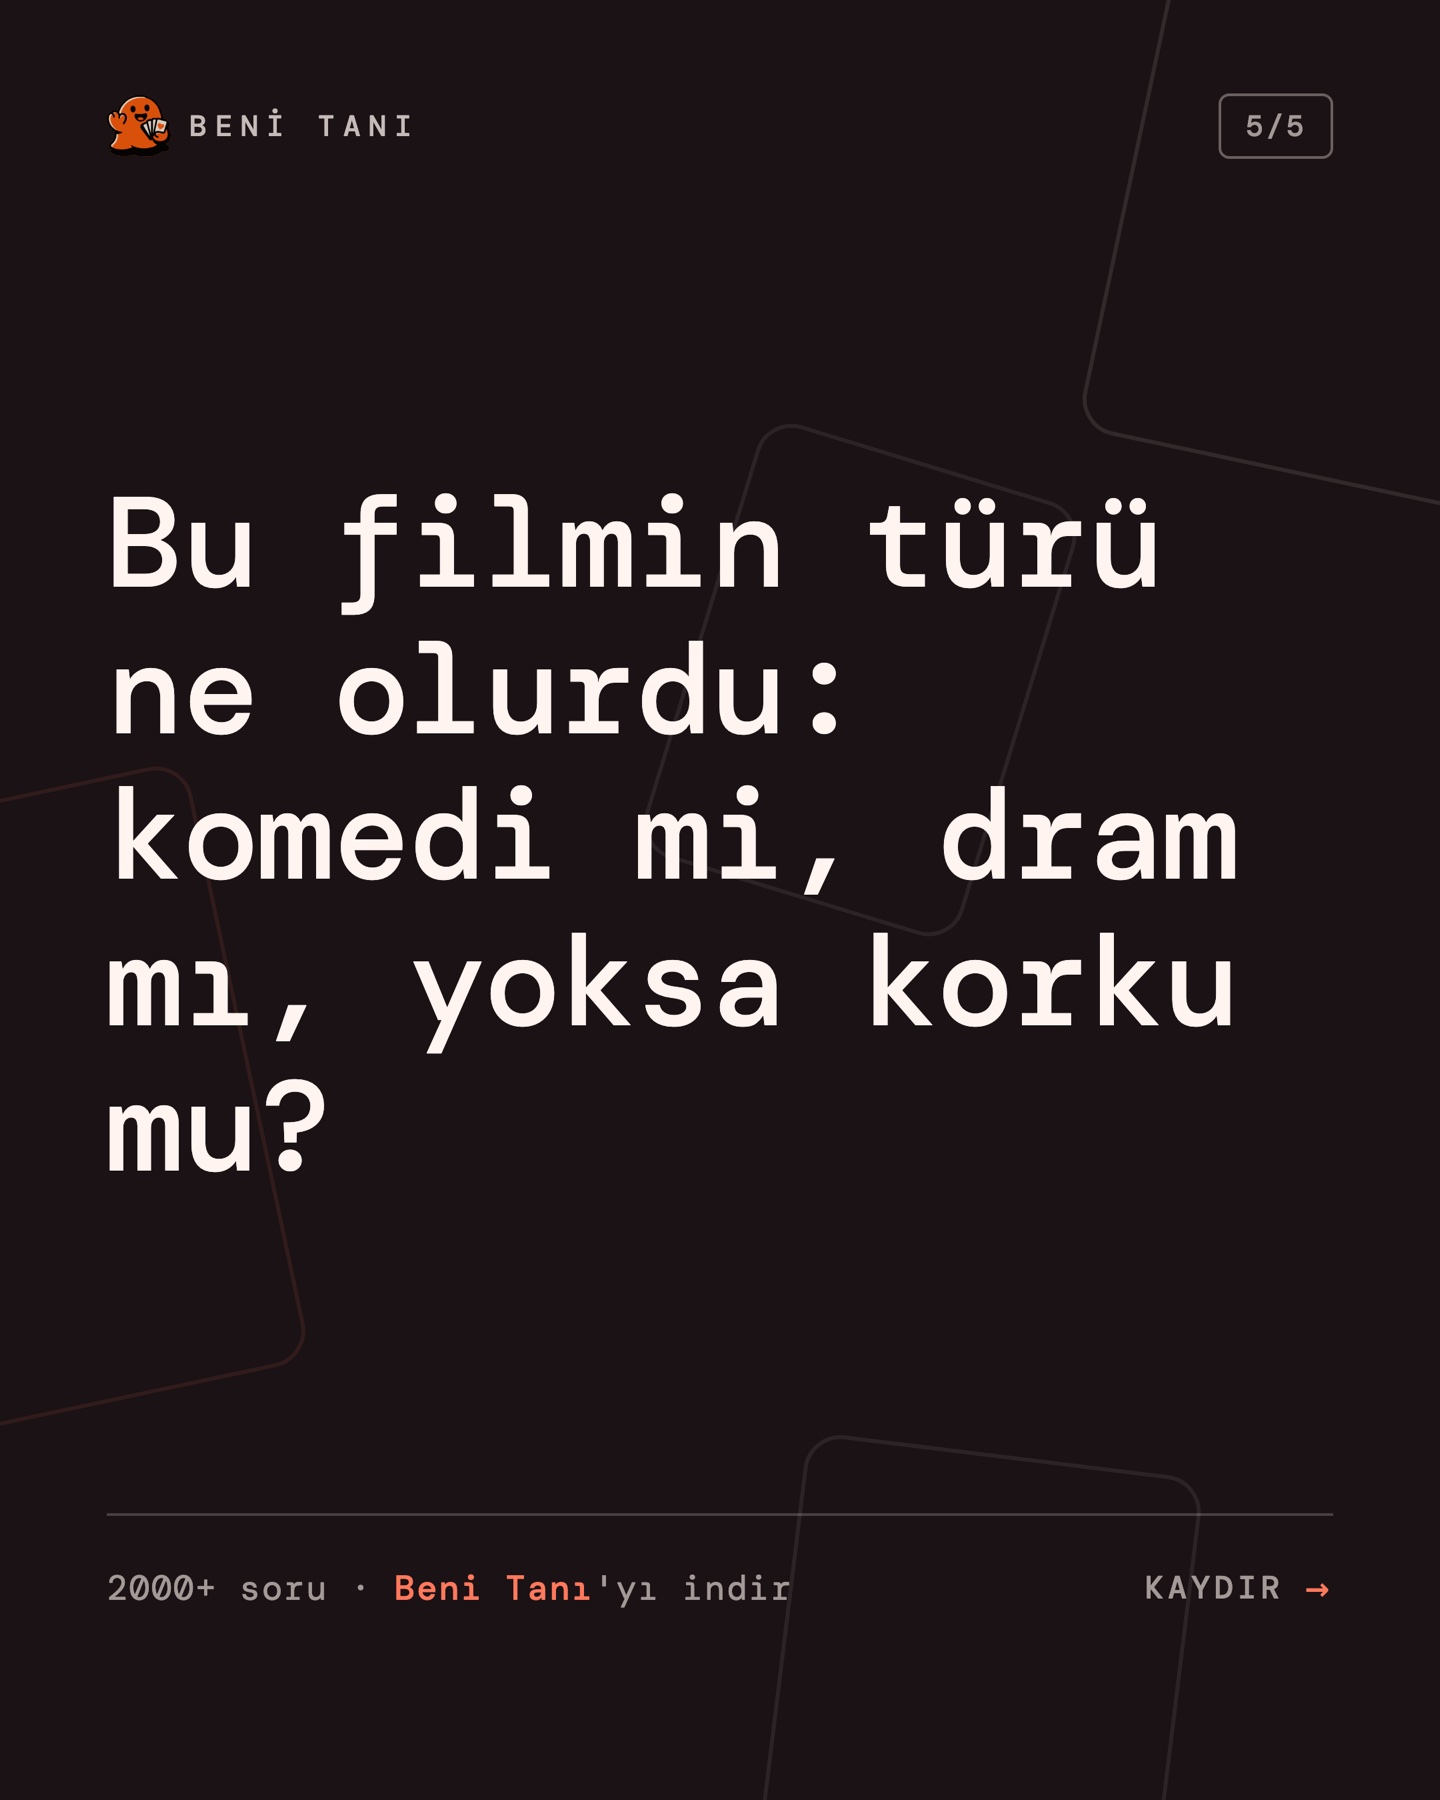 BENİ TANI
5/5
Bu filmin türü
ne olurdu:
komedi mi, dram
mı, yoksa korku
mu?
2000+ soru · Beni Tanı'yı indir
KAYDIR →